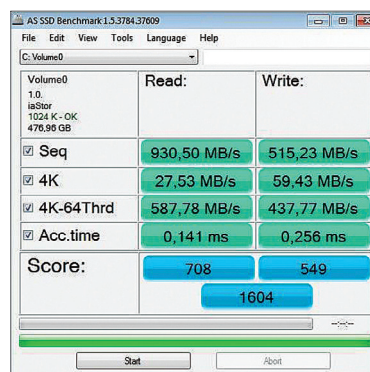 AS SSD Benchmark 1.5.3784.37609
File Edit View Tools Language Help
C: Volume0
Volume0
1.0.
iaStor
1024 K - OK
476,96 GB
Read:
Write:
Seq
930,50 MB/s
515,23 MB/s
4K
27,53 MB/s
59,43 MB/s
4K-64Thrd
587,78 MB/s
437,77 MB/s
Acc.time
0,141 ms
0,256 ms
Score:
708
549
1604
--:--:--
Start
Abort